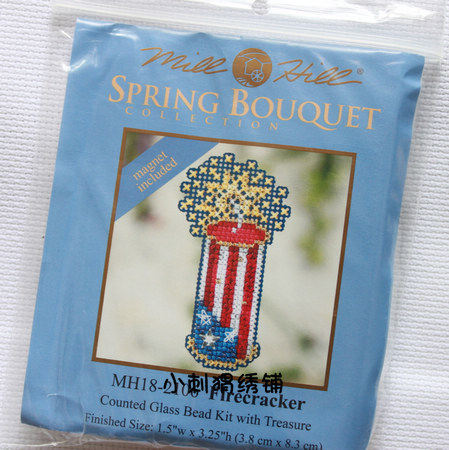 Mill Hill®
SPRING BOUQUET
COLLECTION
magnet
included
MH18-2106 Firecracker
小刺猬绣铺
Counted Glass Bead Kit with Treasure
Finished Size: 1.5"w x 3.25"h (3.8 cm x 8.3 cm)